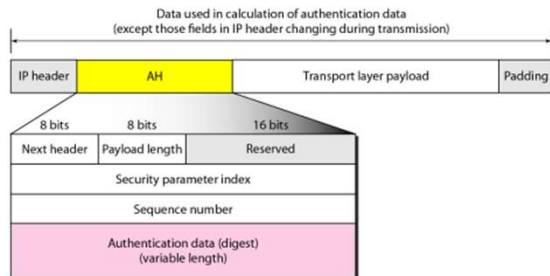 Data used in calculation of authentication data
(except those fields in IP header changing during transmission)
IP header AH Transport layer payload Padding
8 bits 8 bits 16 bits
Next header Payload length Reserved
Security parameter index
Sequence number
Authentication data (digest)
(variable length)